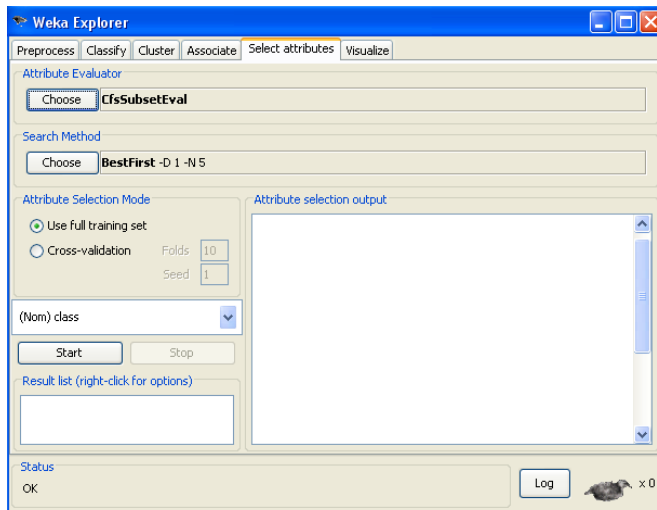 Weka Explorer
Preprocess Classify Cluster Associate Select attributes Visualize
Attribute Evaluator
Choose CfsSubsetEval
Search Method
Choose BestFirst -D 1 -N 5
Attribute Selection Mode
Use full training set
Cross-validation Folds 10
Seed 1
(Nom) class
Start Stop
Result list (right-click for options)
Attribute selection output
Status
OK
Log x 0